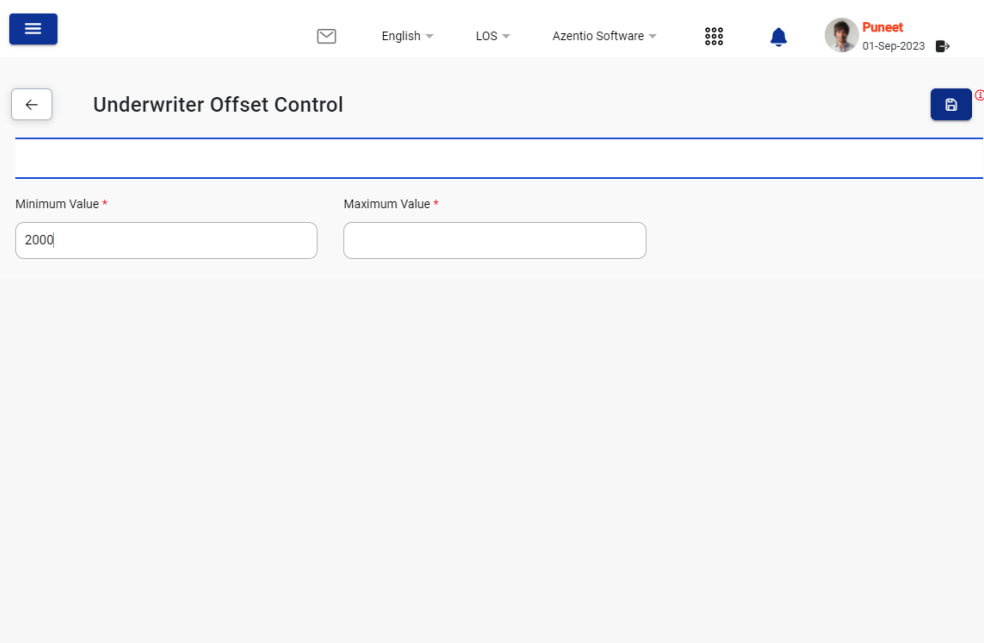 English
LOS
Azentio Software
Puneet
01-Sep-2023
Underwriter Offset Control
Minimum Value *
Maximum Value *
2000